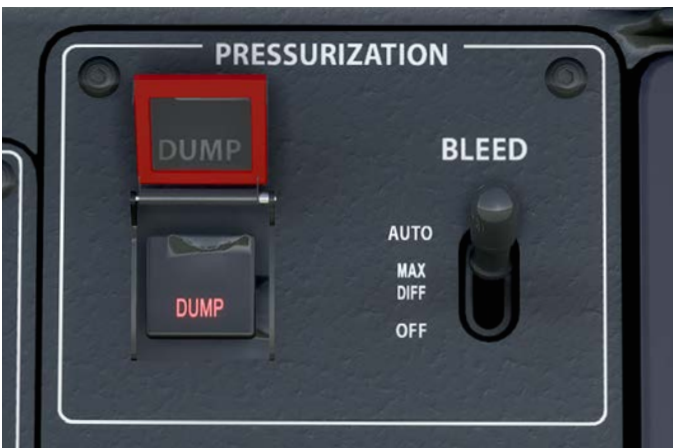 PRESSURIZATION
DUMP
BLEED
AUTO
MAX
DIFF
DUMP
OFF